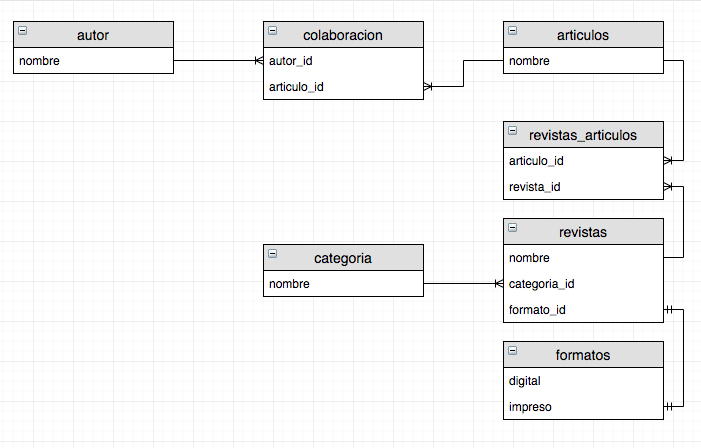 autor
nombre
colaboracion
autor_id
articulo_id
articulos
nombre
revistas_articulos
articulo_id
revista_id
categoria
nombre
revistas
nombre
categoria_id
formato_id
formatos
digital
impreso